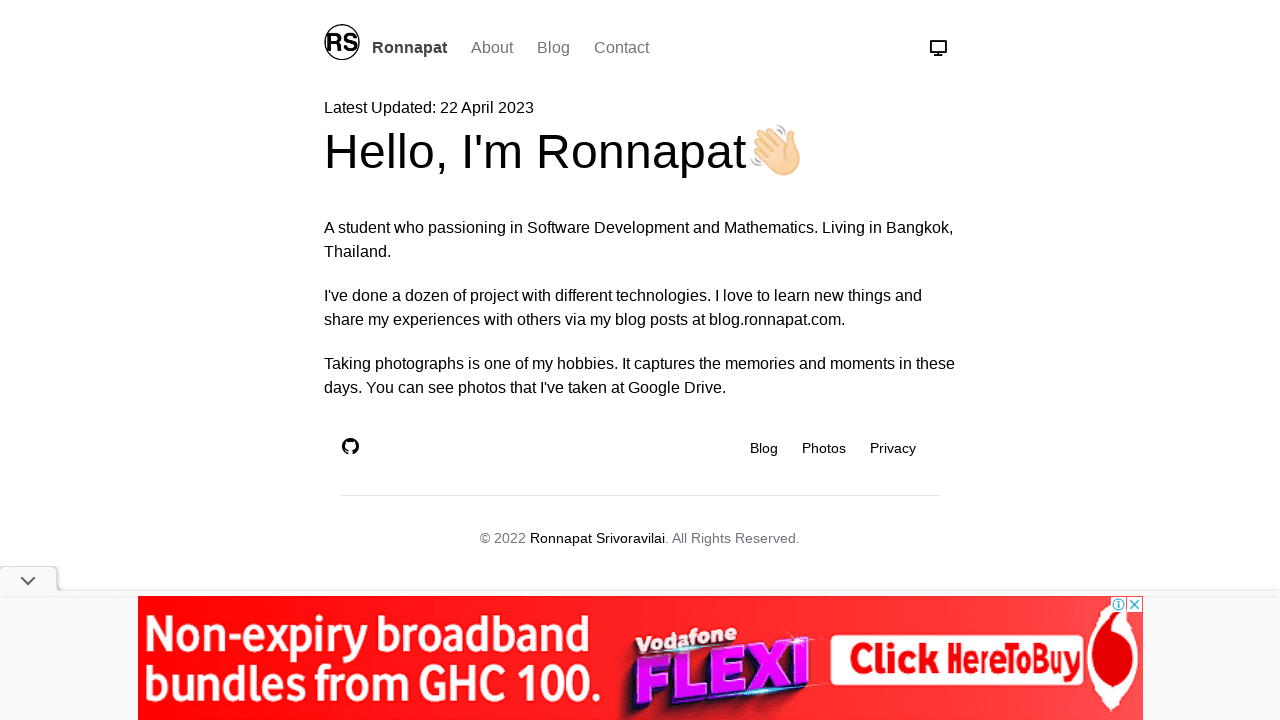 RS
Ronnapat About Blog Contact
Latest Updated: 22 April 2023
Hello, I'm Ronnapat👋🏻
A student who passioning in Software Development and Mathematics. Living in Bangkok,
Thailand.
I've done a dozen of project with different technologies. I love to learn new things and
share my experiences with others via my blog posts at blog.ronnapat.com.
Taking photographs is one of my hobbies. It captures the memories and moments in these
days. You can see photos that I've taken at Google Drive.
Blog Photos Privacy
© 2022 Ronnapat Srivoravilai. All Rights Reserved.
Non-expiry broadband
bundles from GHC 100.
Vodafone
FLEXI
Click HereToBuy